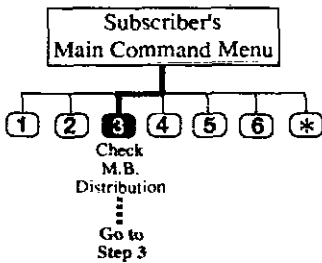 Subscriber's
Main Command Menu
1 2 3 4 5 6 *
Check
M.B.
Distribution
Go to
Step 3